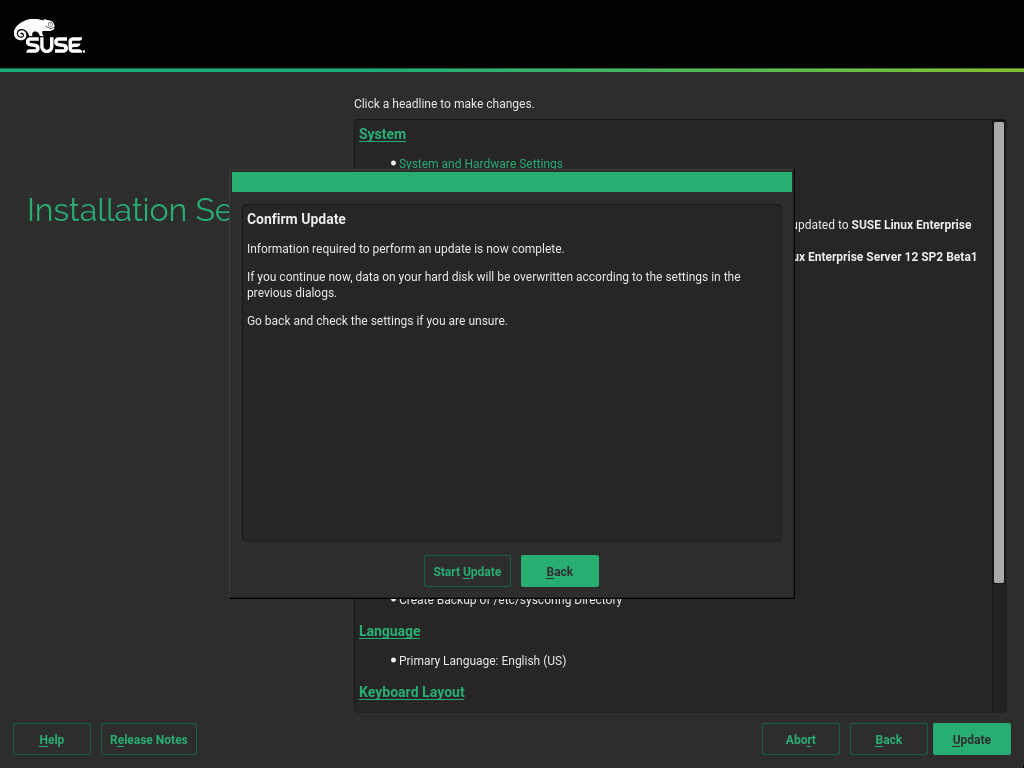 SUSE.
Click a headline to make changes.
System
System and Hardware Settings
Installation Se
updated to SUSE Linux Enterprise
ux Enterprise Server 12 SP2 Beta1
Confirm Update
Information required to perform an update is now complete.
If you continue now, data on your hard disk will be overwritten according to the settings in the
previous dialogs.
Go back and check the settings if you are unsure.
Start Update
Back
Create Backup of /etc/sysconfig Directory
Language
Primary Language: English (US)
Keyboard Layout
Help
Release Notes
Abort
Back
Update